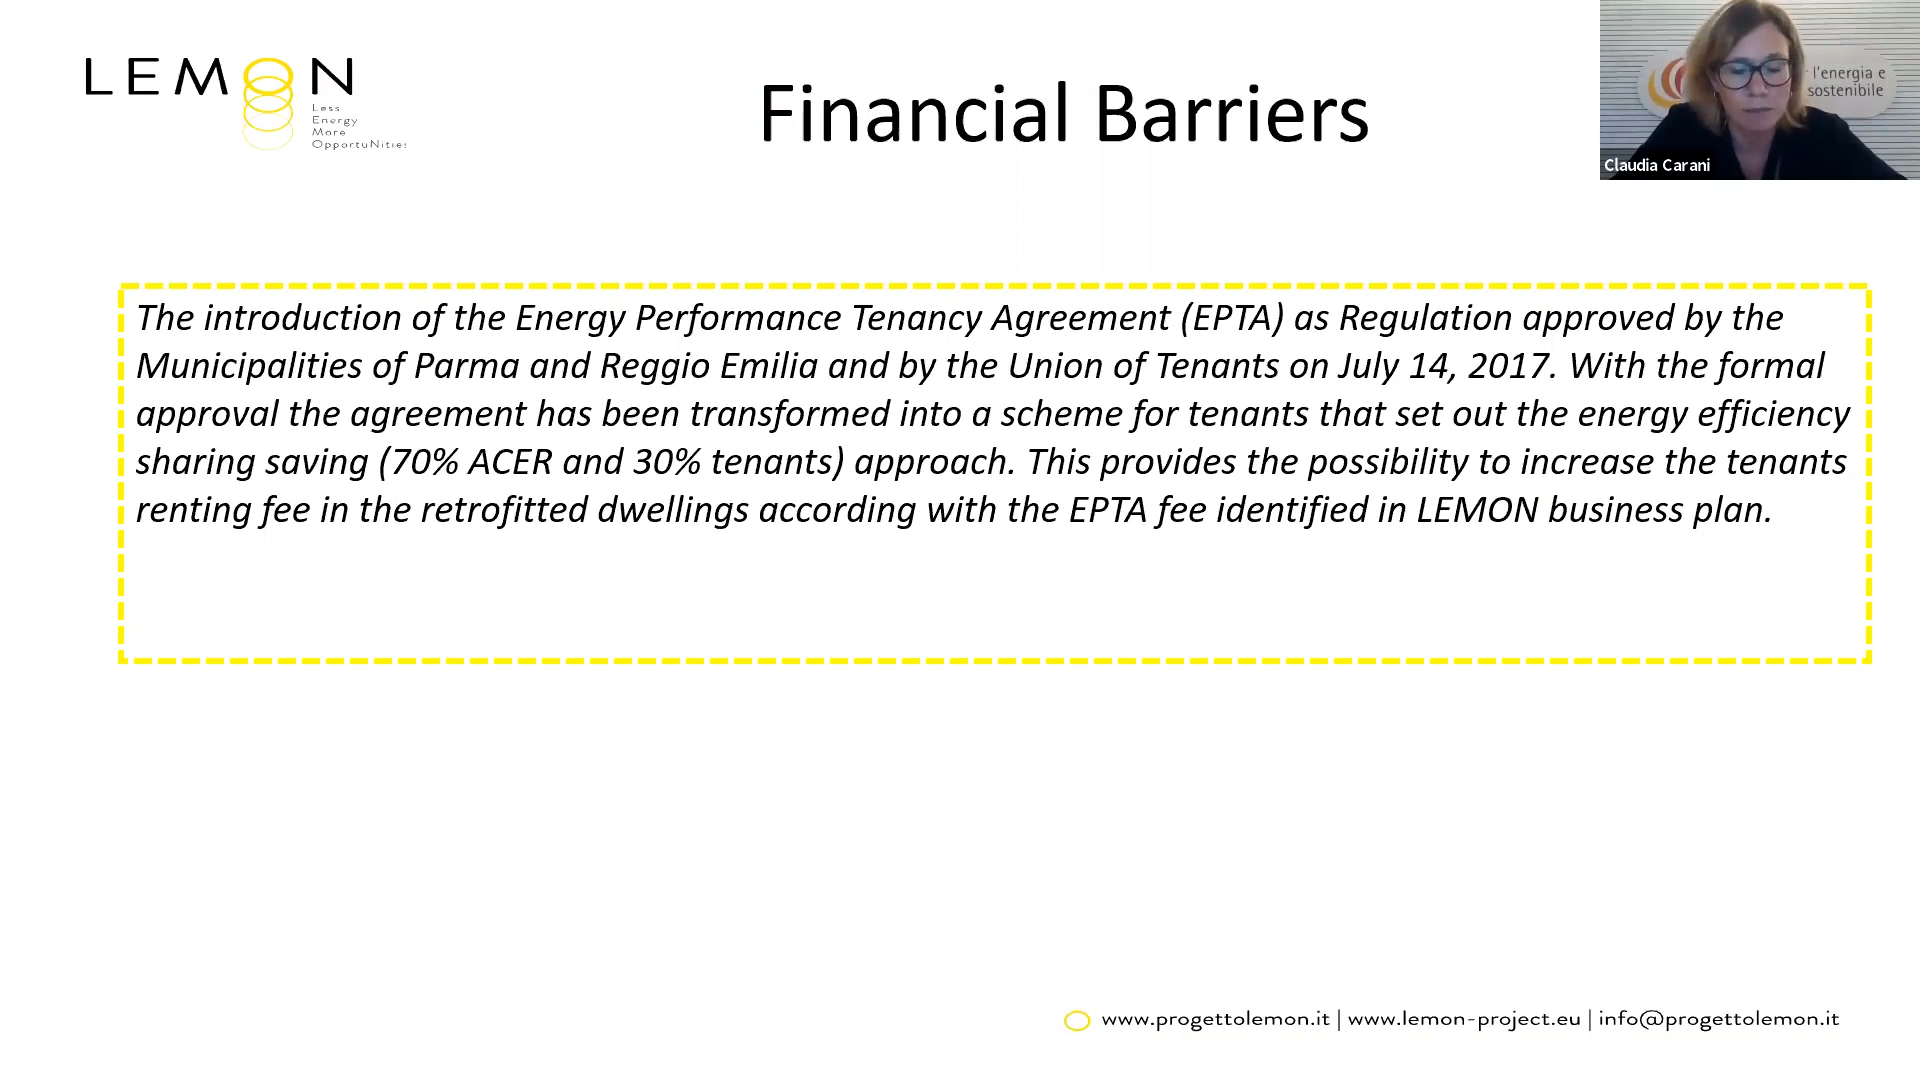 LEMON
Less
Energy
More
OpportuNities
Financial Barriers
l'energia e
sostenibile
Claudia Carani
The introduction of the Energy Performance Tenancy Agreement (EPTA) as Regulation approved by the
Municipalities of Parma and Reggio Emilia and by the Union of Tenants on July 14, 2017. With the formal
approval the agreement has been transformed into a scheme for tenants that set out the energy efficiency
sharing saving (70% ACER and 30% tenants) approach. This provides the possibility to increase the tenants
renting fee in the retrofitted dwellings according with the EPTA fee identified in LEMON business plan.
www.progettolemon.it | www.lemon-project.eu | info@progettolemon.it